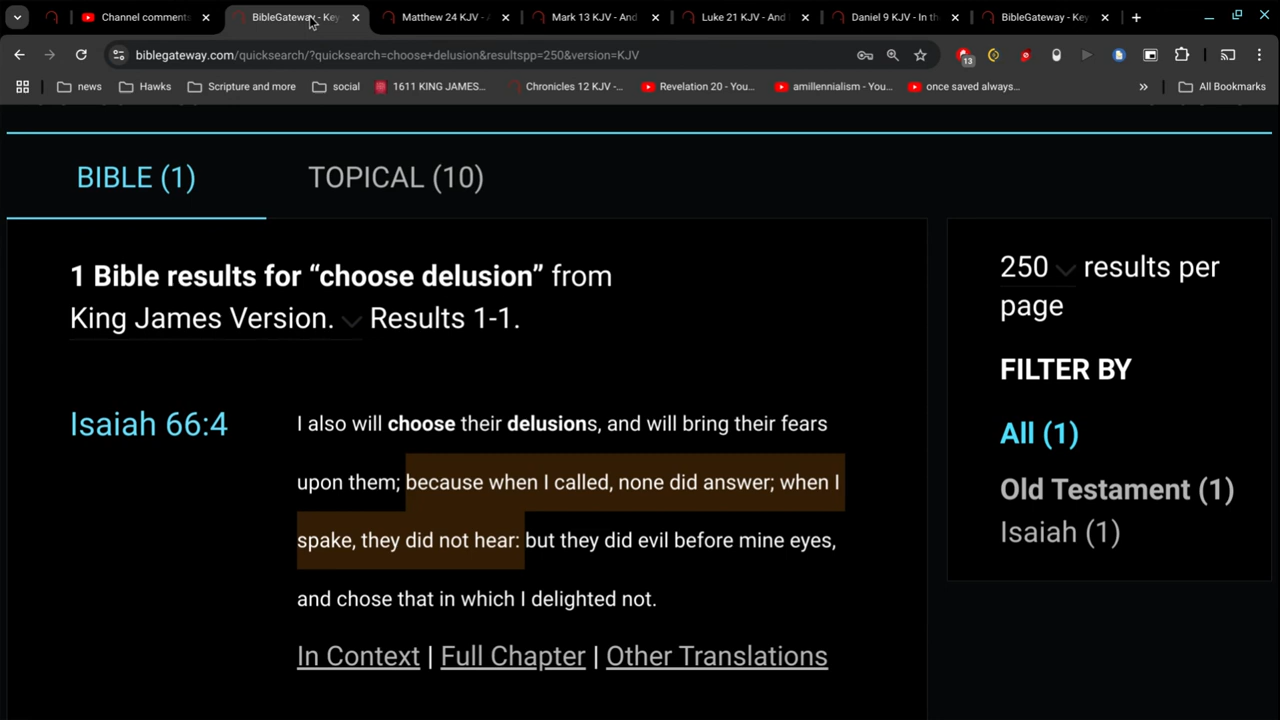 Channel comment
BibleGateway - Key
Matthew 24 KJV -
Mark 13 KJV - And
Luke 21 KJV - And
Daniel 9 KJV - In th
BibleGateway - Key
biblegateway.com/quicksearch/?quicksearch=choose+delusion&resultspp=250&version=KJV
13
news
Hawks
Scripture and more
social
1611 KING JAMES...
Chronicles 12 KJV -...
Revelation 20 - You...
amillennialism - You...
once saved always...
»
All Bookmarks
BIBLE (1)
TOPICAL (10)
1 Bible results for “choose delusion” from
King James Version. Results 1-1.
Isaiah 66:4
I also will choose their delusions, and will bring their fears
upon them; because when I called, none did answer; when I
spake, they did not hear: but they did evil before mine eyes,
and chose that in which I delighted not.
In Context | Full Chapter | Other Translations
250 results per
page
FILTER BY
All (1)
Old Testament (1)
Isaiah (1)